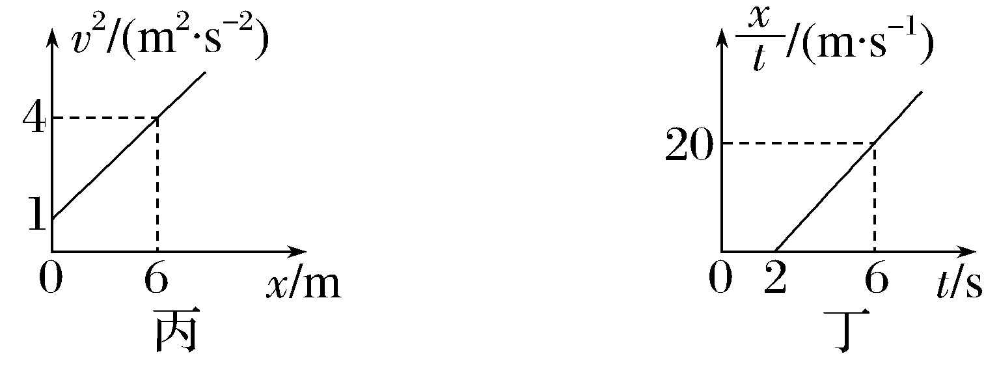 v²/(m²·s⁻²)
4
1
0 6 x/m
丙
x/t/(m·s⁻¹)
20
0 2 6 t/s
丁